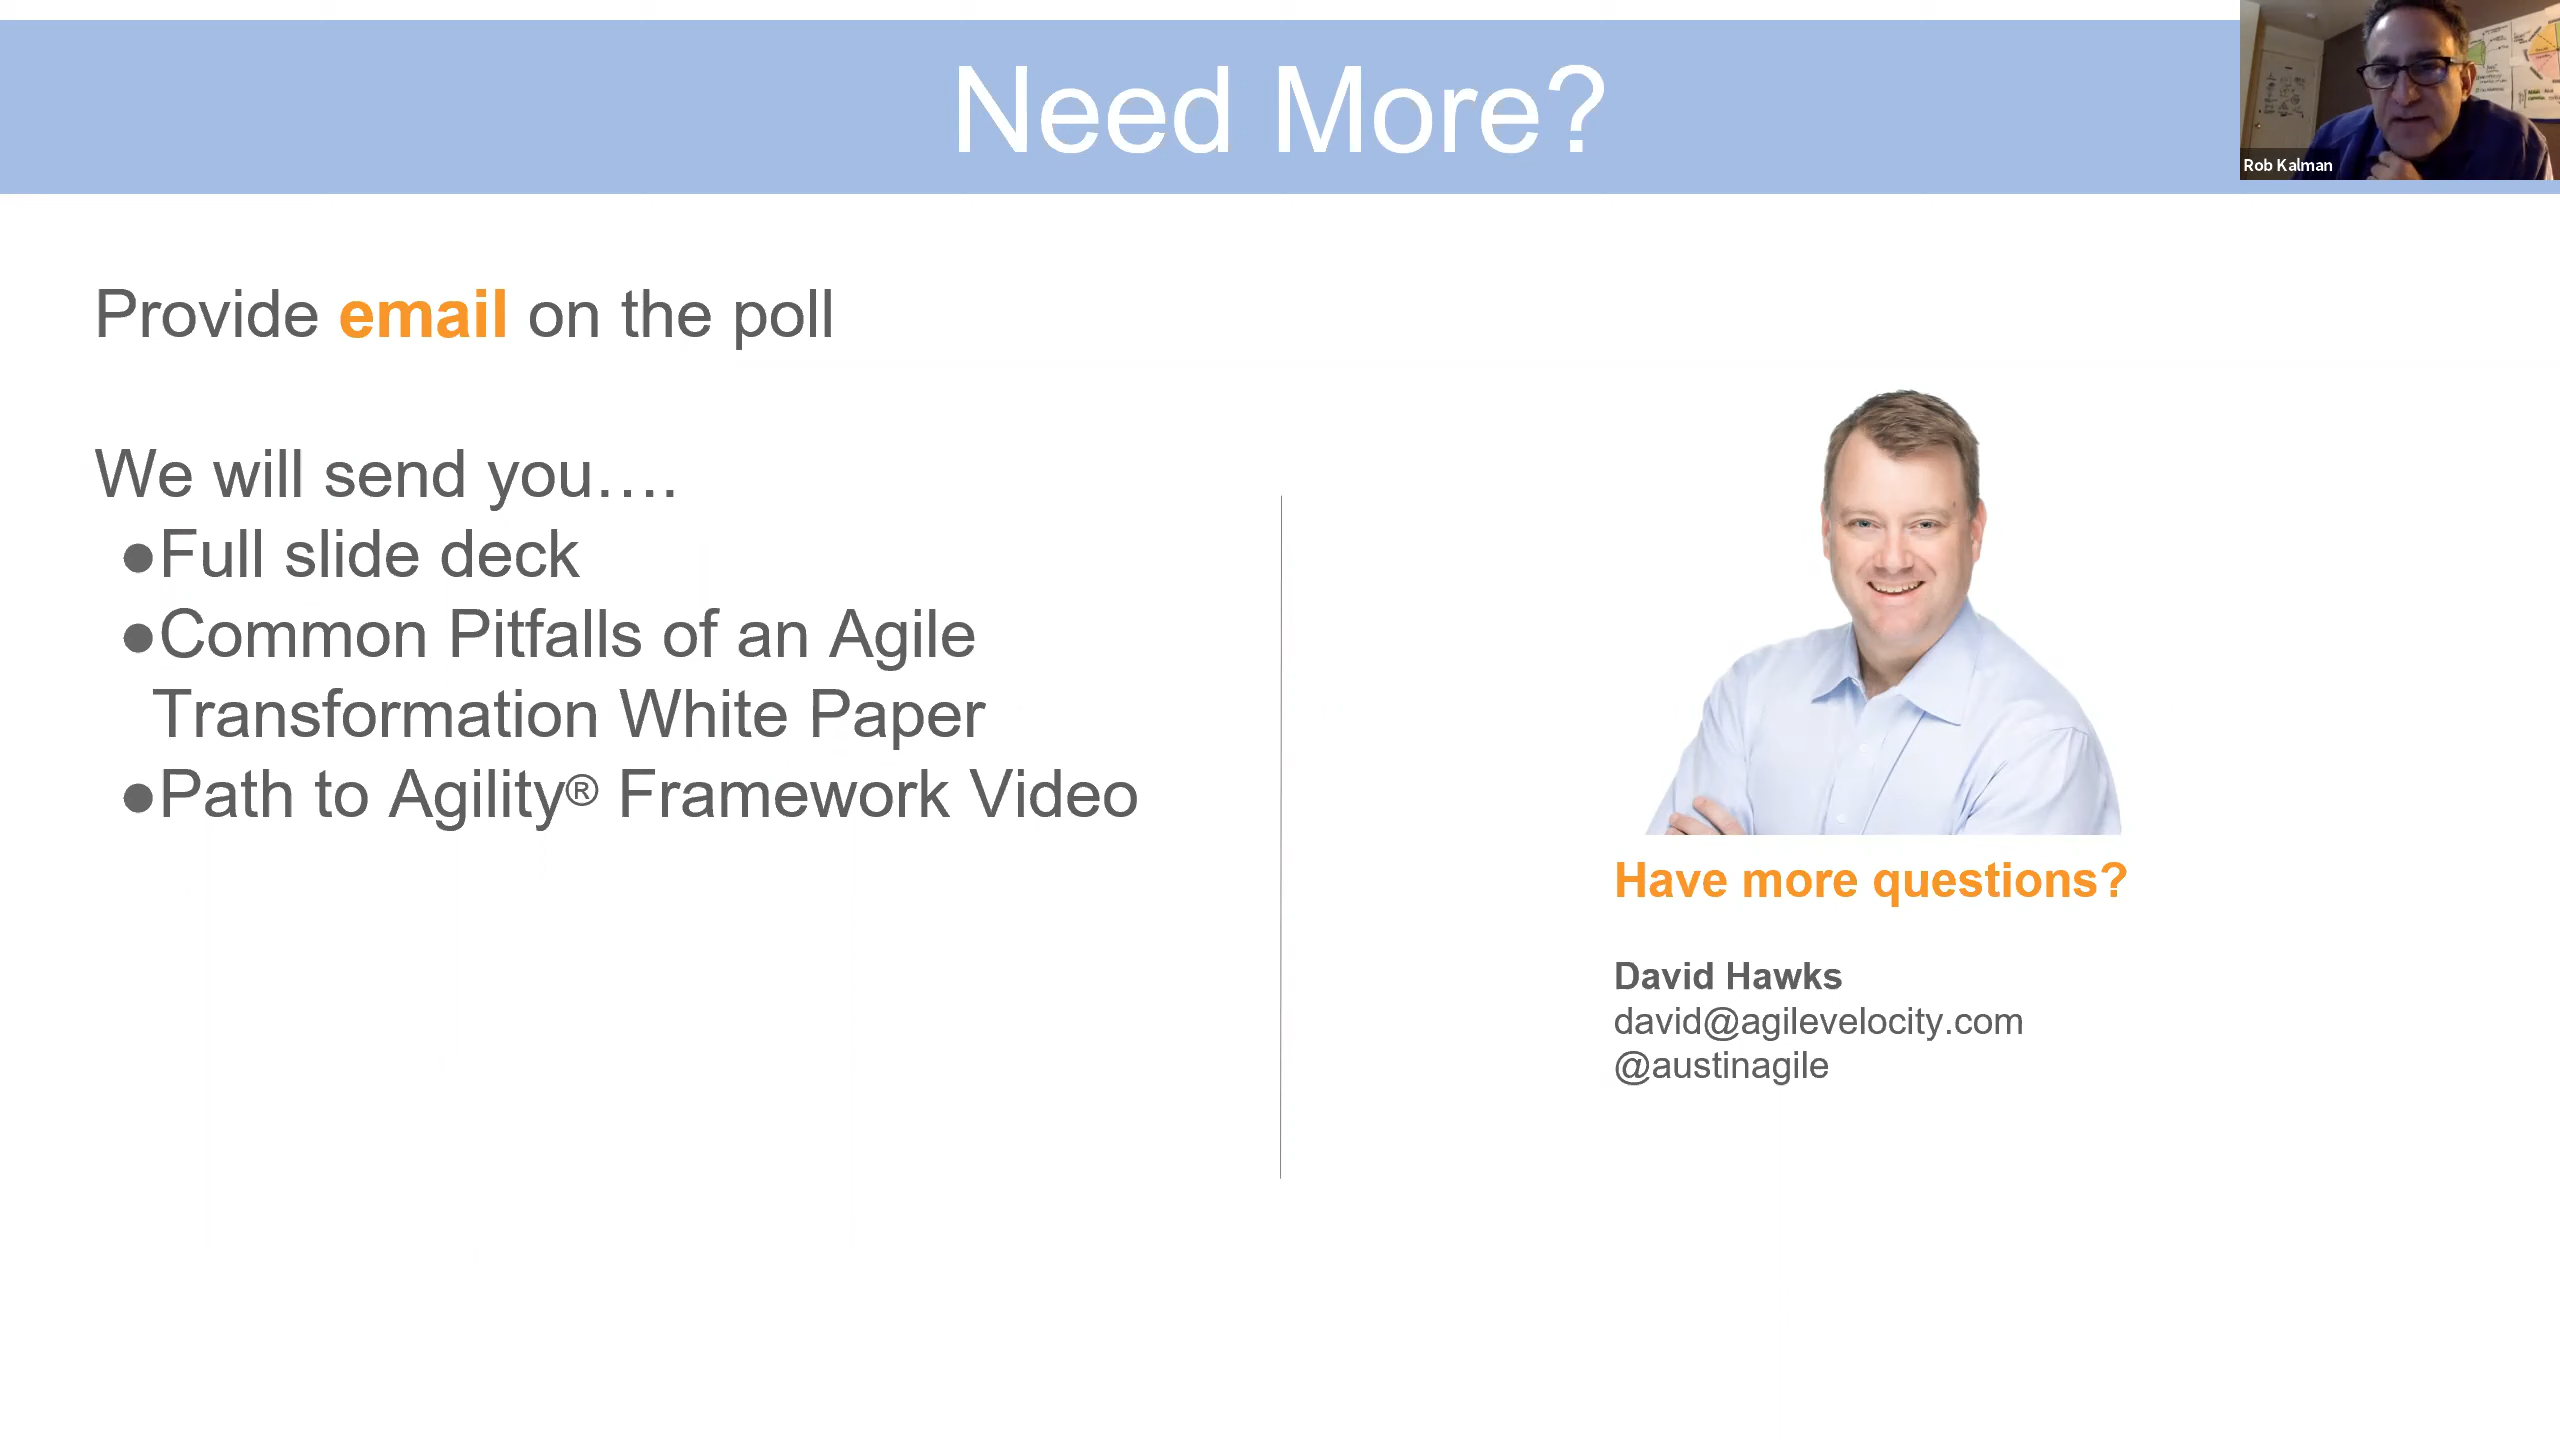 Need More?
Rob Kalman
Provide email on the poll
We will send you….
●Full slide deck
●Common Pitfalls of an Agile
Transformation White Paper
●Path to Agility® Framework Video
Have more questions?
David Hawks
david@agilevelocity.com
@austinagile